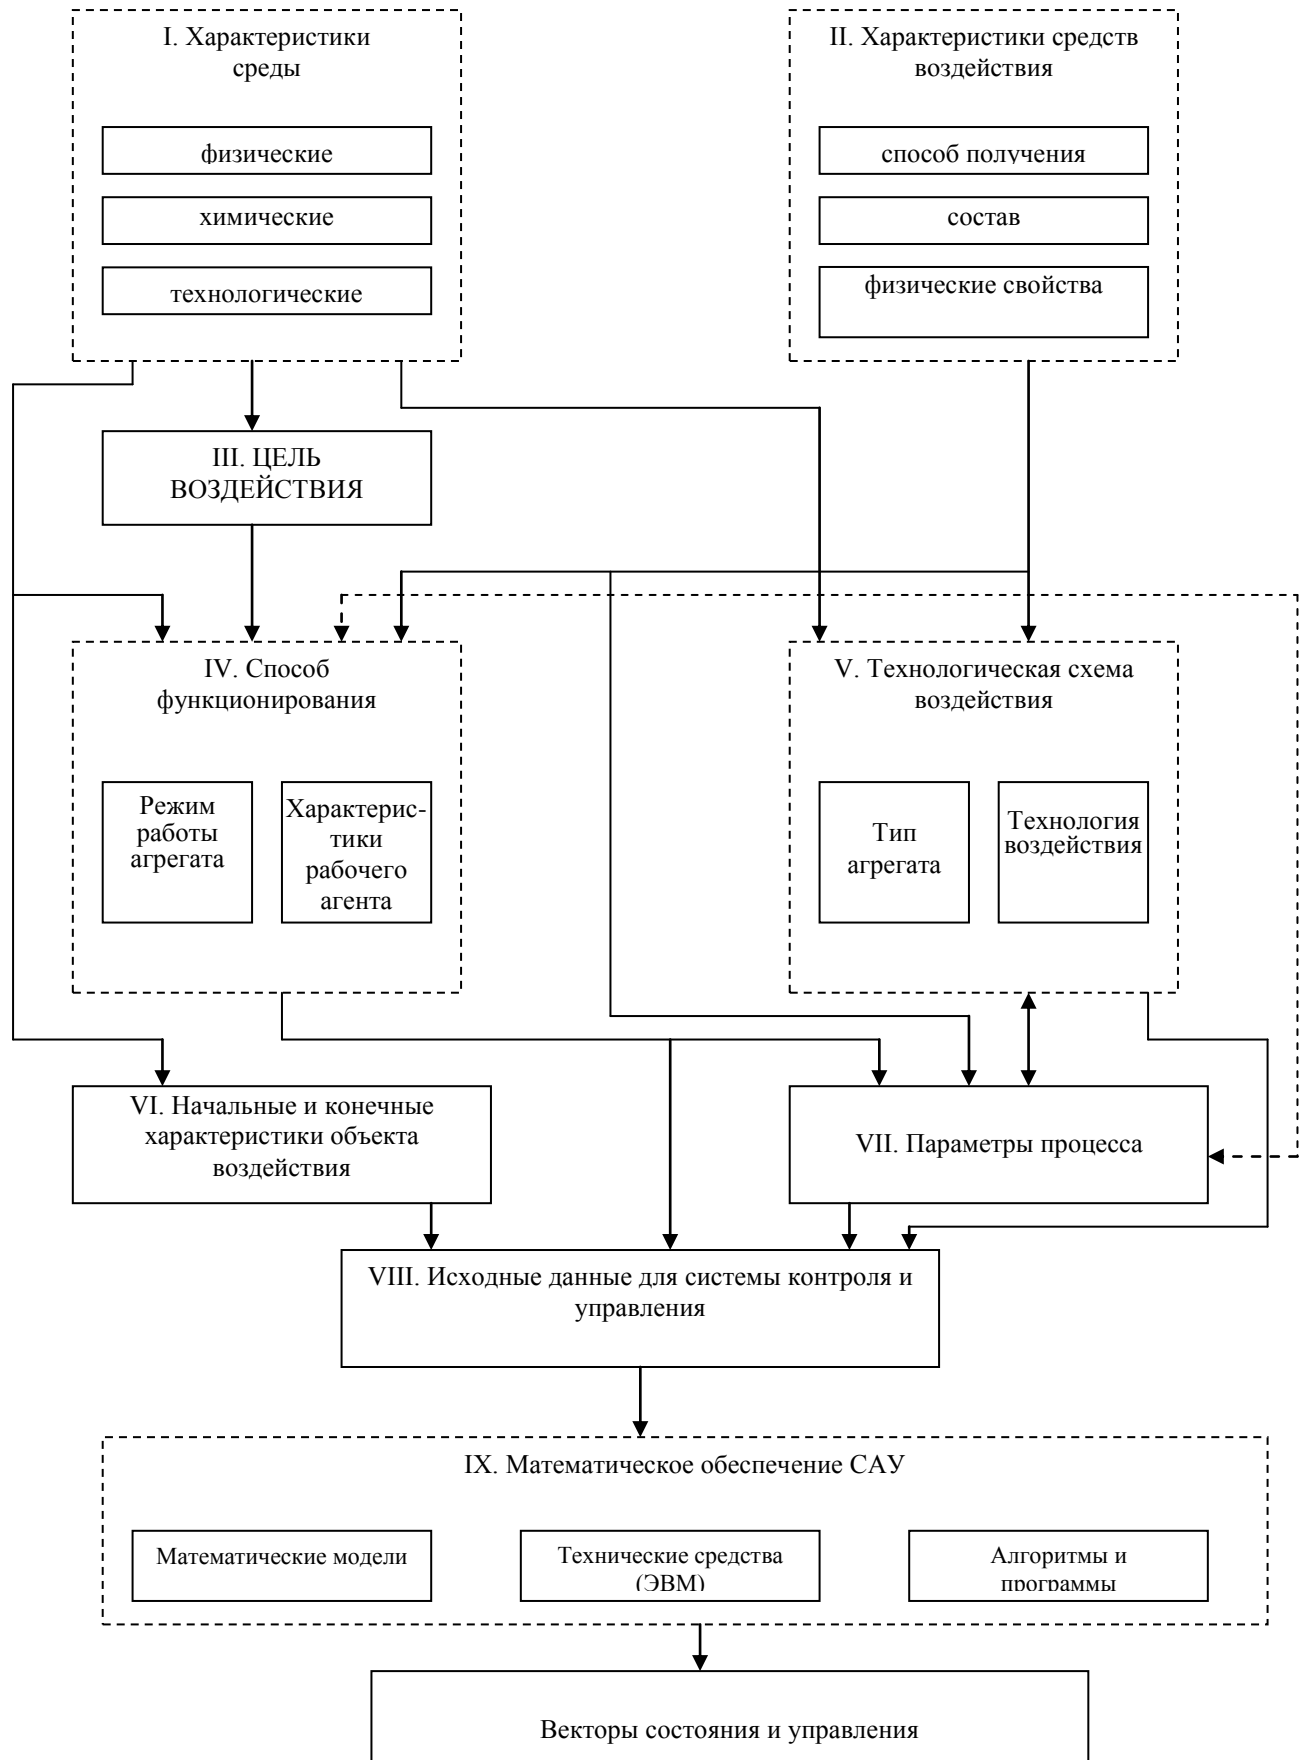 I. Характеристики
среды
физические
химические
технологические
II. Характеристики средств
воздействия
способ получения
состав
физические свойства
III. ЦЕЛЬ
ВОЗДЕЙСТВИЯ
IV. Способ
функционирования
Режим
работы
агрегата
Характерис-
тики
рабочего
агента
V. Технологическая схема
воздействия
Тип
агрегата
Технология
воздействия
VI. Начальные и конечные
характеристики объекта
воздействия
VII. Параметры процесса
VIII. Исходные данные для системы контроля и
управления
IX. Математическое обеспечение САУ
Математические модели
Технические средства
(ЭВМ)
Алгоритмы и
программы
Векторы состояния и управления